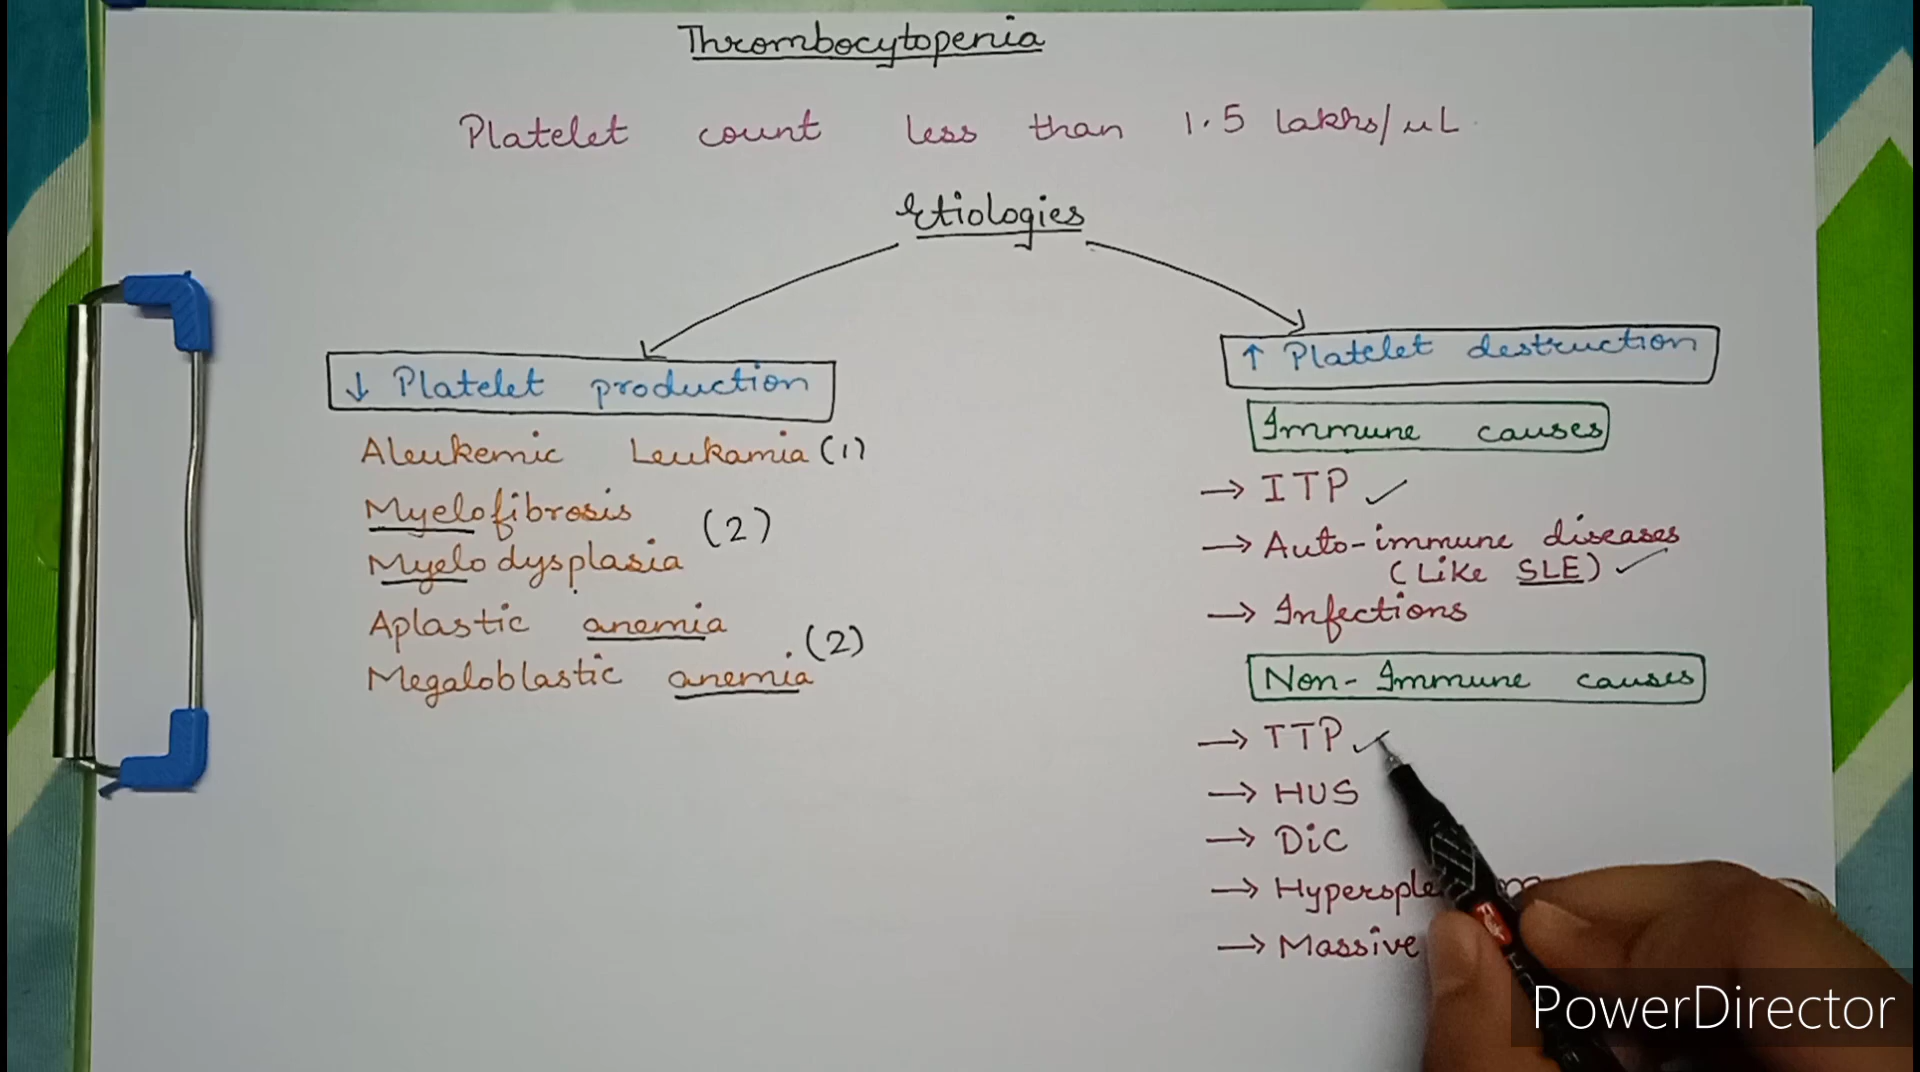 Thrombocytopenia
Platelet count less than 1.5 lakhs/uL
Etiologies
↓ Platelet production
Aleukemic Leukamia (1)
Myelofibrosis
(2)
Myelodysplasia
Aplastic anemia
(2)
Megaloblastic anemia
↑ Platelet destruction
Immune causes
→ ITP ✓
→ Auto-immune diseases
(Like SLE) ✓
→ Infections
Non-Immune causes
→ TTP ✓
→ HUS
→ DiC
→
→ Massive
PowerDirector